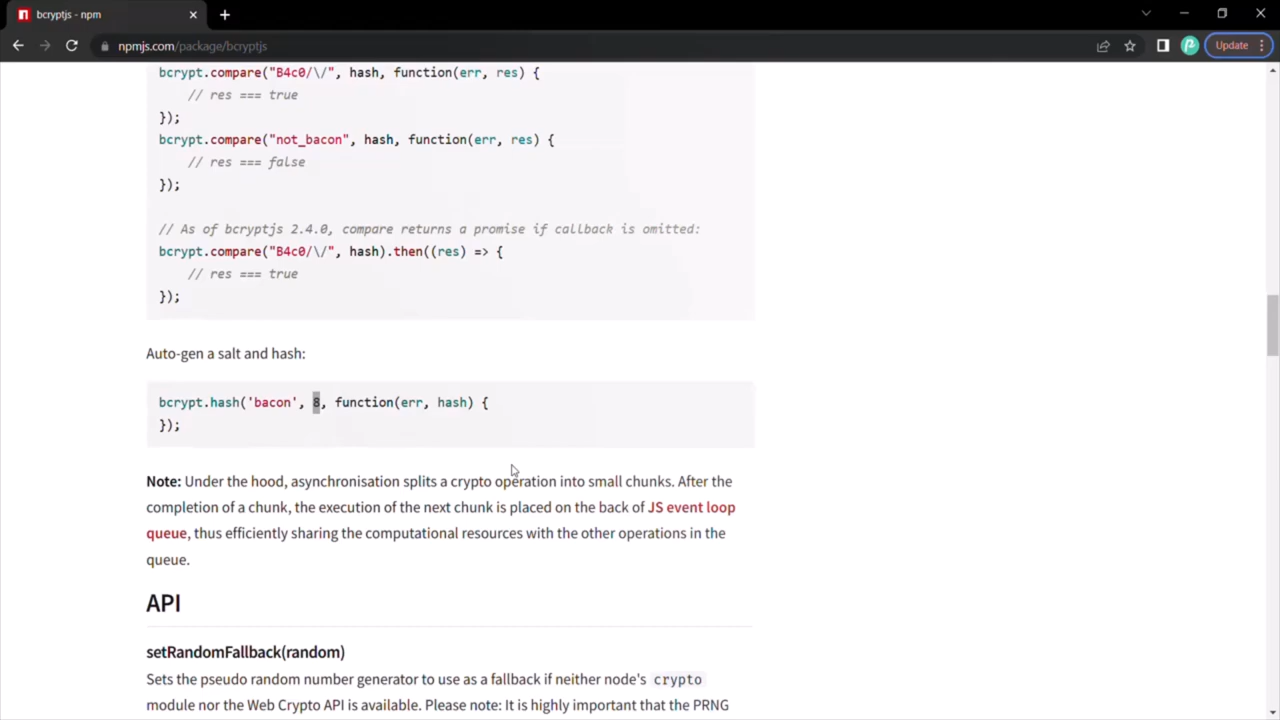 bcryptjs - npm
npmjs.com/package/bcryptjs
Update
bcrypt.compare("B4c0/\/", hash, function(err, res) {
// res === true
});
bcrypt.compare("not_bacon", hash, function(err, res) {
// res === false
});
// As of bcryptjs 2.4.0, compare returns a promise if callback is omitted:
bcrypt.compare("B4c0/\/", hash).then((res) => {
// res === true
});
Auto-gen a salt and hash:
bcrypt.hash('bacon', 8, function(err, hash) {
});
Note: Under the hood, asynchronisation splits a crypto operation into small chunks. After the
completion of a chunk, the execution of the next chunk is placed on the back of JS event loop
queue, thus efficiently sharing the computational resources with the other operations in the
queue.
API
setRandomFallback(random)
Sets the pseudo random number generator to use as a fallback if neither node's crypto
module nor the Web Crypto API is available. Please note: It is highly important that the PRNG